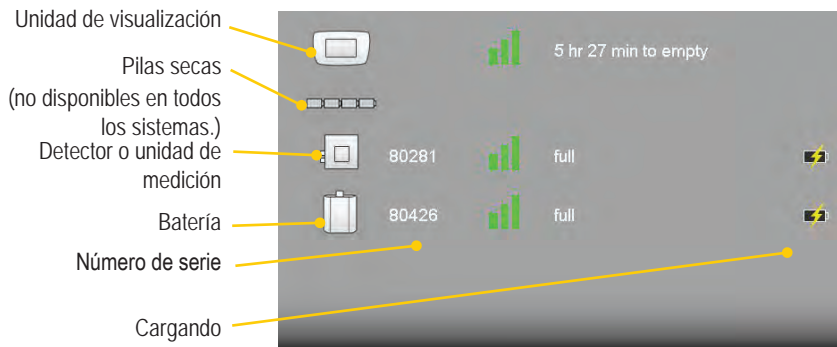 Unidad de visualización
5 hr 27 min to empty
Pilas secas
(no disponibles en todos
los sistemas.)
Detector o unidad de
medición
80281 full
Batería
80426 full
Número de serie
Cargando